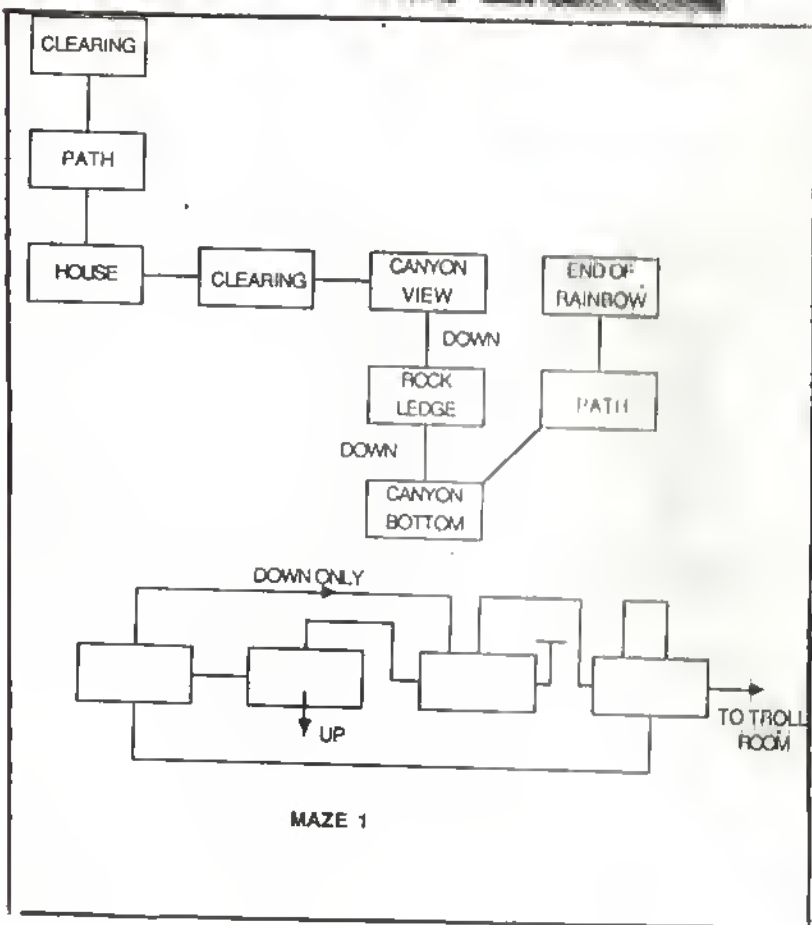 CLEARING
PATH
HOUSE
CLEARING
CANYON
VIEW
END OF
RAINBOW
DOWN
ROCK
LEDGE
PATH
DOWN
CANYON
BOTTOM
DOWN ONLY
UP
TO TROLL
ROOM
MAZE 1